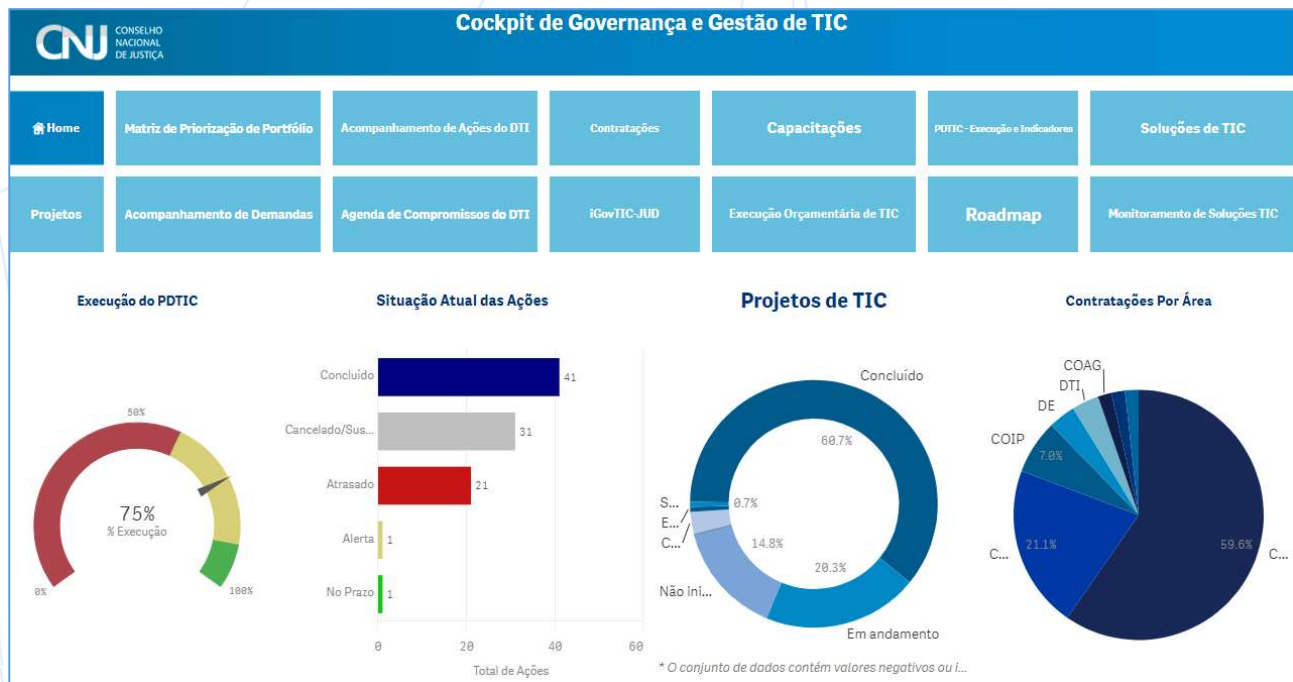 Cockpit de Governança e Gestão de TIC
CNJ
CONSELHO
NACIONAL
DE JUSTIÇA
Home
Matriz de Priorização de Portfólio
Acompanhamento de Ações do DTI
Contratações
Capacitações
PDTIC - Execução e Indicadores
Soluções de TIC
Projetos
Acompanhamento de Demandas
Agenda de Compromissos do DTI
iGovTIC-JUD
Execução Orçamentária de TIC
Roadmap
Monitoramento de Soluções TIC
Execução do PDTIC
50%
75%
% Execução
0%
100%
Situação Atual das Ações
Concluído
41
Cancelado/Sus...
31
Atrasado
21
Alerta
1
No Prazo
1
0
20
40
60
Total de Ações
Projetos de TIC
Concluído
60.7%
S...
0.7%
E...
C...
14.8%
20.3%
Não ini...
Em andamento
* O conjunto de dados contém valores negativos ou i...
Contratações Por Área
COAG
DTI
DE
COIP
7.0%
C...
21.1%
59.6%
C...